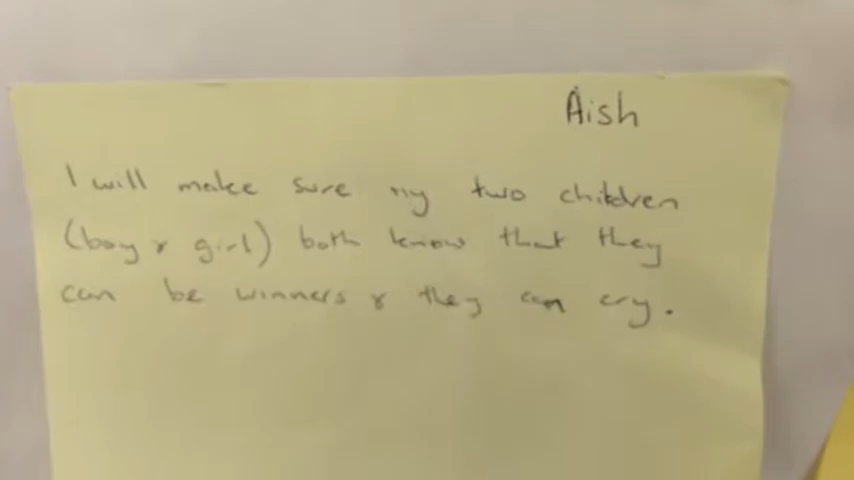 Aish
I will make sure my two children
(boy & girl) both know that they
can be winners & they can cry.